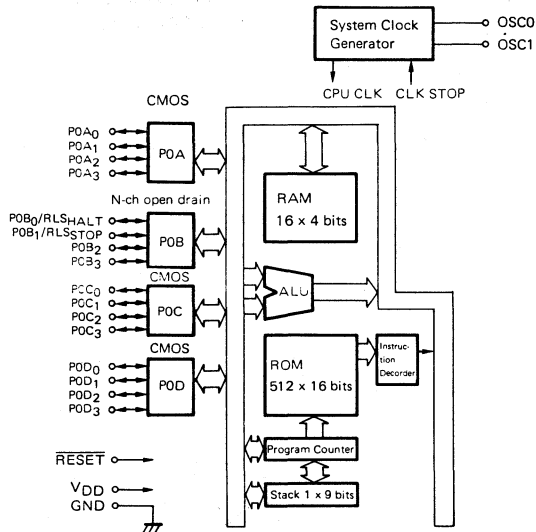 System Clock
Generator
OSC0
OSC1
CPU CLK
CLK STOP
CMOS
P0A0
P0A1
P0A2
P0A3
P0A
N-ch open drain
P0B0/RLSHALT
P0B1/RLSSTOP
P0B2
P0B3
P0B
CMOS
P0C0
P0C1
P0C2
P0C3
P0C
CMOS
P0D0
P0D1
P0D2
P0D3
P0D
RESET
VDD
GND
RAM
16 x 4 bits
ALU
ROM
512 x 16 bits
Instruc-
tion
Decorder
Program Counter
Stack 1 x 9 bits